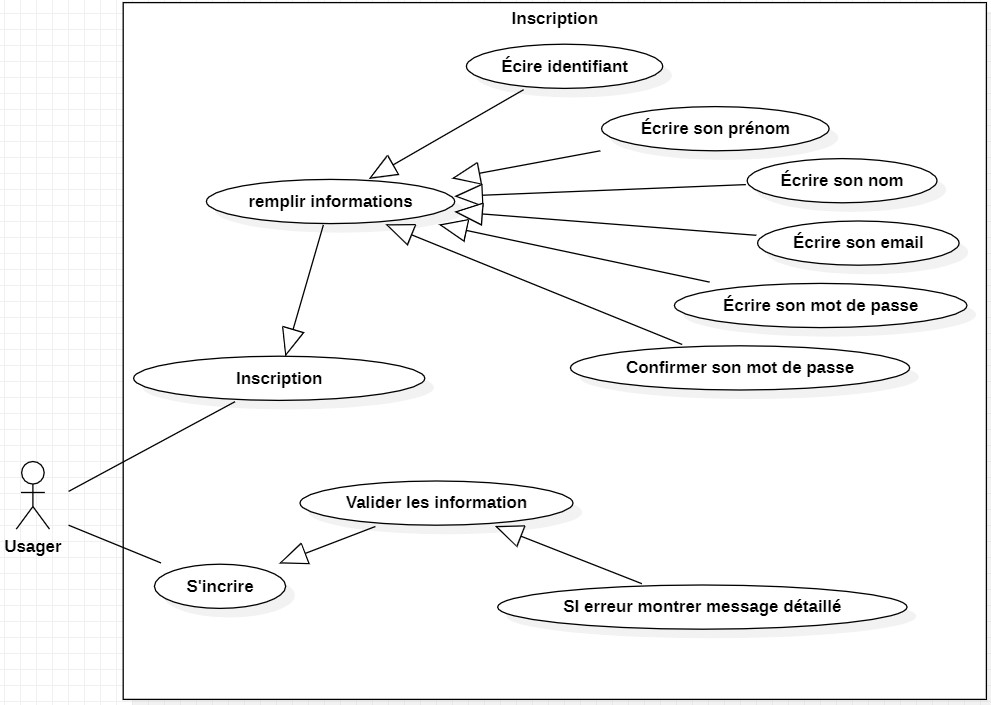 Inscription
Écire identifiant
Écrire son prénom
Écrire son nom
remplir informations
Écrire son email
Écrire son mot de passe
Confirmer son mot de passe
Inscription
Valider les information
Usager
S'incrire
SI erreur montrer message détaillé